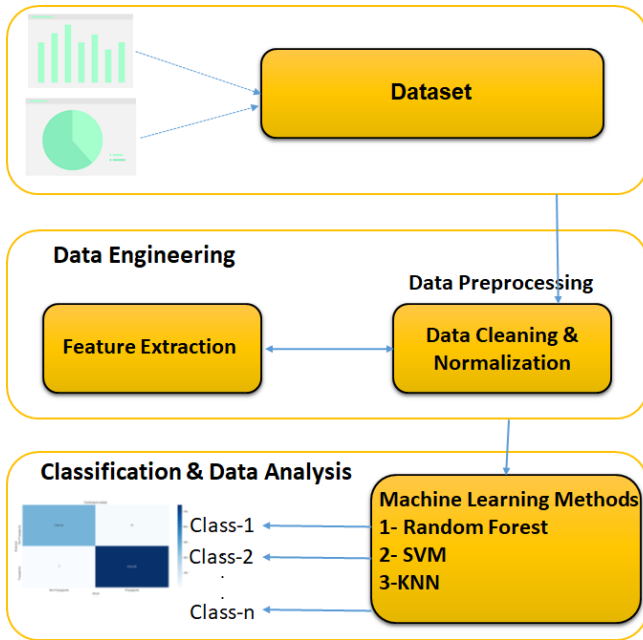 Dataset
Data Engineering
Data Preprocessing
Feature Extraction
Data Cleaning &
Normalization
Classification & Data Analysis
Machine Learning Methods
1- Random Forest
2- SVM
3-KNN
Class-1
Class-2
.
.
Class-n